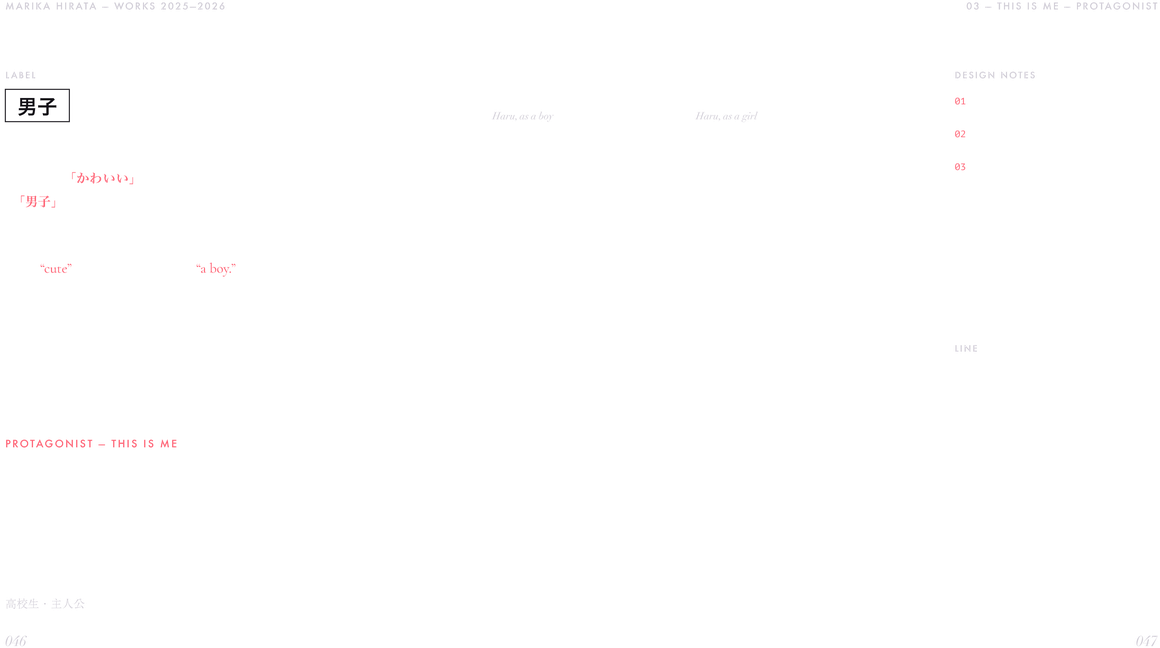 MARIKA HIRATA — WORKS 2025–2026
03 — THIS IS ME — PROTAGONIST
LABEL
男子
「かわいい」
「男子」
“cute” “a boy.”
PROTAGONIST — THIS IS ME
高校生・主人公
046
Haru, as a boy
Haru, as a girl
DESIGN NOTES
01
02
03
LINE
047